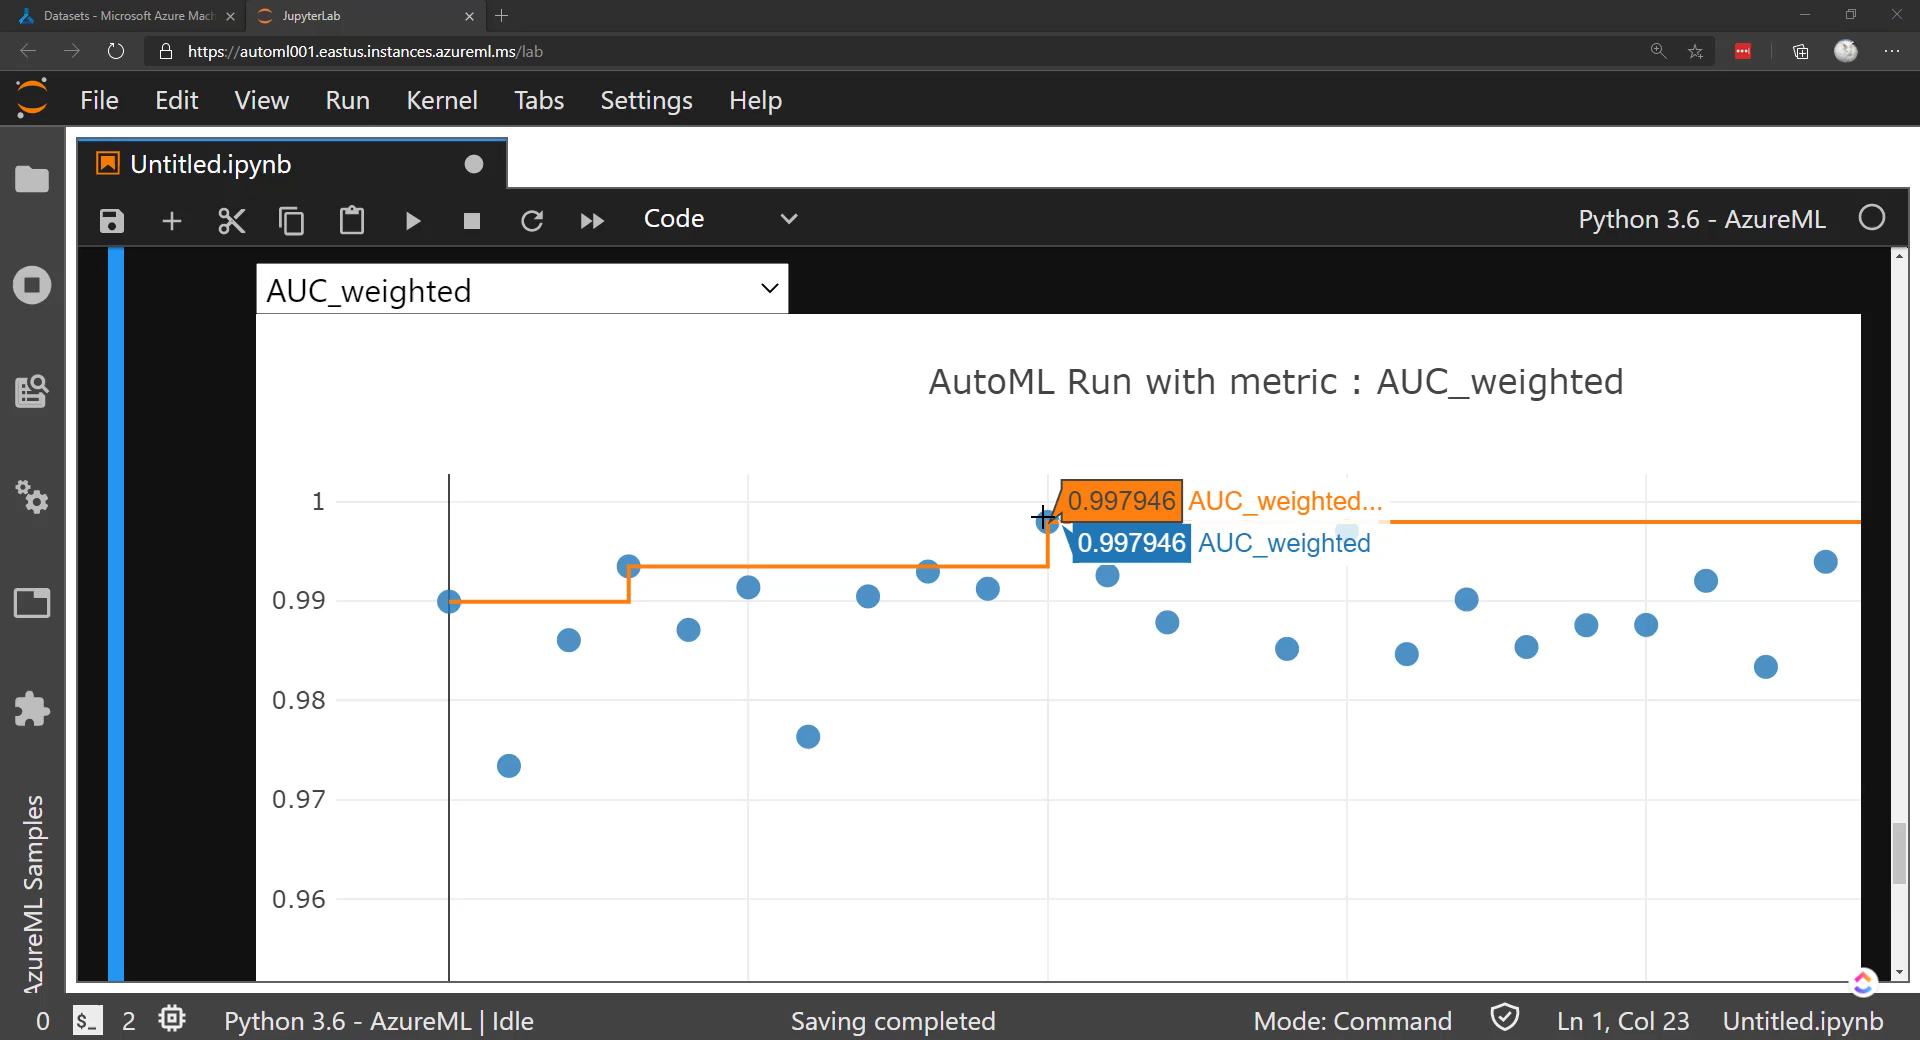 Datasets - Microsoft Azure Mach
JupyterLab
https://automl001.eastus.instances.azureml.ms/lab
File Edit View Run Kernel Tabs Settings Help
Untitled.ipynb
Code
Python 3.6 - AzureML
AUC_weighted
AutoML Run with metric : AUC_weighted
1
0.997946 AUC_weighted...
0.997946 AUC_weighted
0.99
0.98
0.97
0.96
AzureML Samples
0 $_ 2 Python 3.6 - AzureML | Idle Saving completed Mode: Command Ln 1, Col 23 Untitled.ipynb